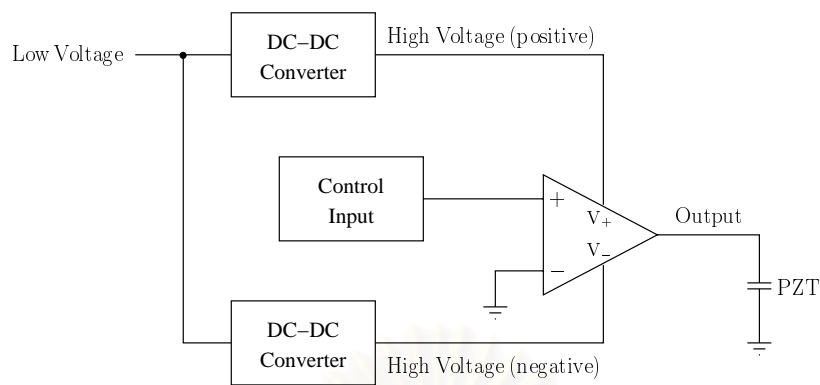 Low Voltage
DC–DC
Converter
High Voltage (positive)
Control
Input
+
V+
V−
−
Output
PZT
DC–DC
Converter
High Voltage (negative)